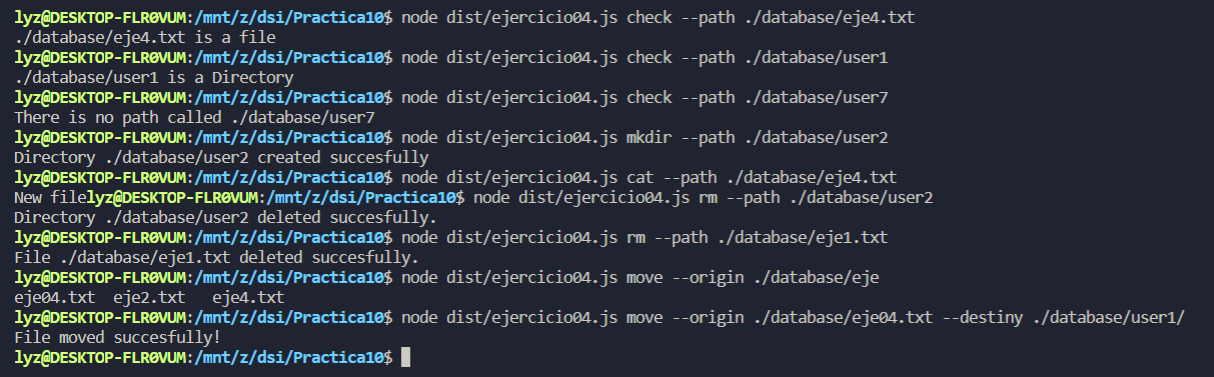 lyz@DESKTOP-FLR0VUM:/mnt/z/dsi/Practica10$ node dist/ejercicio04.js check --path ./database/eje4.txt
./database/eje4.txt is a file
lyz@DESKTOP-FLR0VUM:/mnt/z/dsi/Practica10$ node dist/ejercicio04.js check --path ./database/user1
./database/user1 is a Directory
lyz@DESKTOP-FLR0VUM:/mnt/z/dsi/Practica10$ node dist/ejercicio04.js check --path ./database/user7
There is no path called ./database/user7
lyz@DESKTOP-FLR0VUM:/mnt/z/dsi/Practica10$ node dist/ejercicio04.js mkdir --path ./database/user2
Directory ./database/user2 created succesfully
lyz@DESKTOP-FLR0VUM:/mnt/z/dsi/Practica10$ node dist/ejercicio04.js cat --path ./database/eje4.txt
New filelyz@DESKTOP-FLR0VUM:/mnt/z/dsi/Practica10$ node dist/ejercicio04.js rm --path ./database/user2
Directory ./database/user2 deleted succesfully.
lyz@DESKTOP-FLR0VUM:/mnt/z/dsi/Practica10$ node dist/ejercicio04.js rm --path ./database/eje1.txt
File ./database/eje1.txt deleted succesfully.
lyz@DESKTOP-FLR0VUM:/mnt/z/dsi/Practica10$ node dist/ejercicio04.js move --origin ./database/eje
eje04.txt  eje2.txt   eje4.txt
lyz@DESKTOP-FLR0VUM:/mnt/z/dsi/Practica10$ node dist/ejercicio04.js move --origin ./database/eje04.txt --destiny ./database/user1/
File moved succesfully!
lyz@DESKTOP-FLR0VUM:/mnt/z/dsi/Practica10$